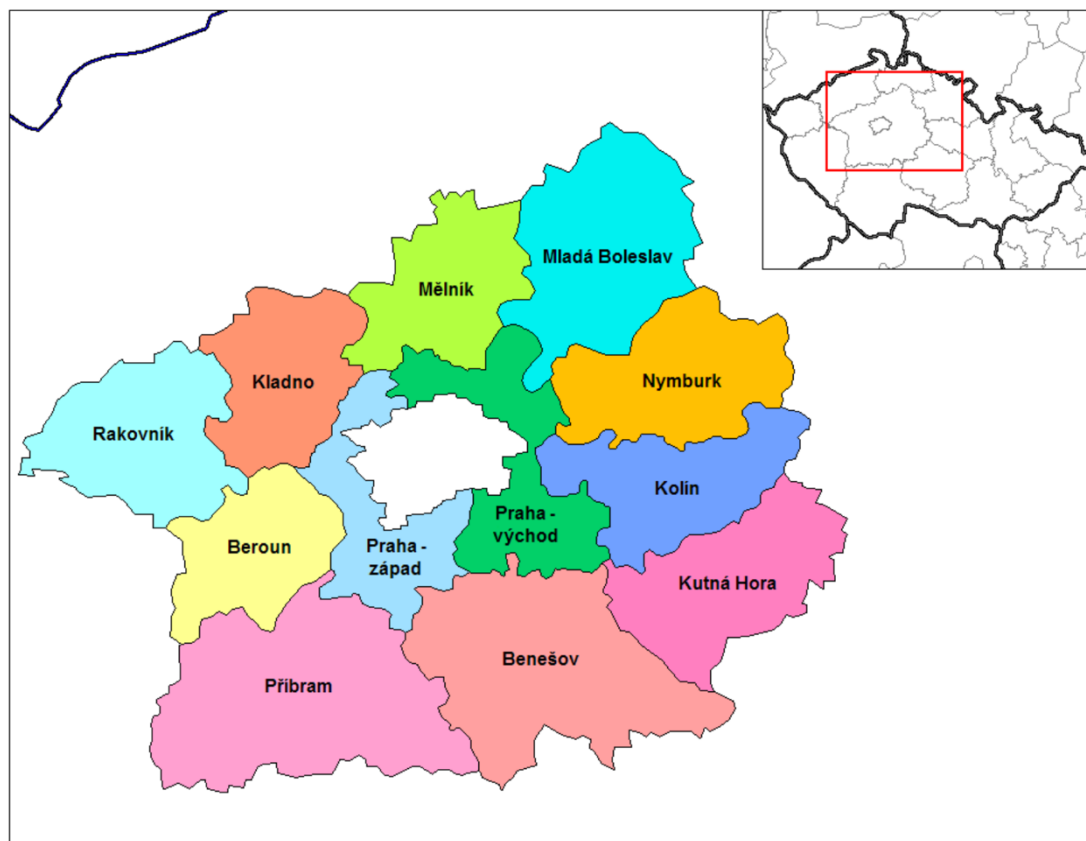 Mladá Boleslav
Mělník
Kladno
Nymburk
Rakovník
Kolín
Praha -
východ
Beroun
Praha -
západ
Kutná Hora
Benešov
Příbram